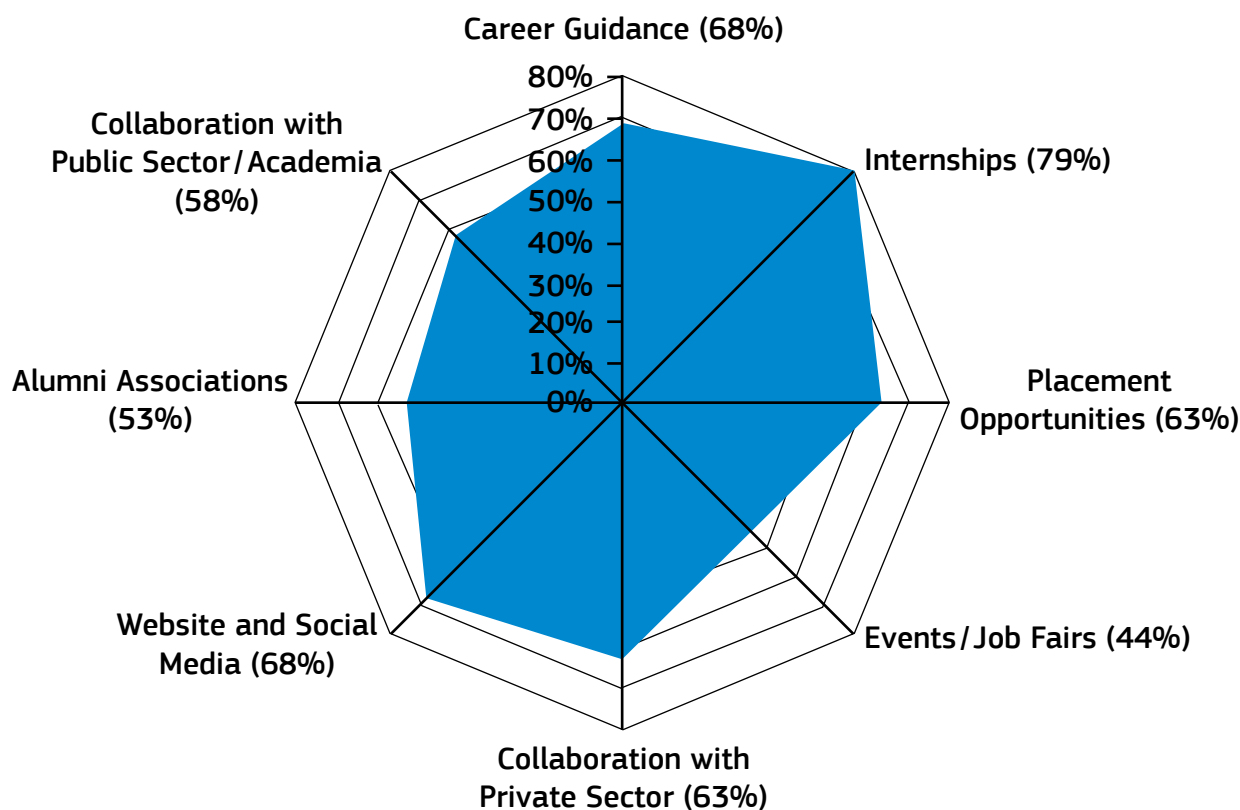 Career Guidance (68%)
80%
70%
60%
50%
40%
30%
20%
10%
0%
Internships (79%)
Placement
Opportunities (63%)
Events/Job Fairs (44%)
Collaboration with
Private Sector (63%)
Website and Social
Media (68%)
Alumni Associations
(53%)
Collaboration with
Public Sector/Academia
(58%)